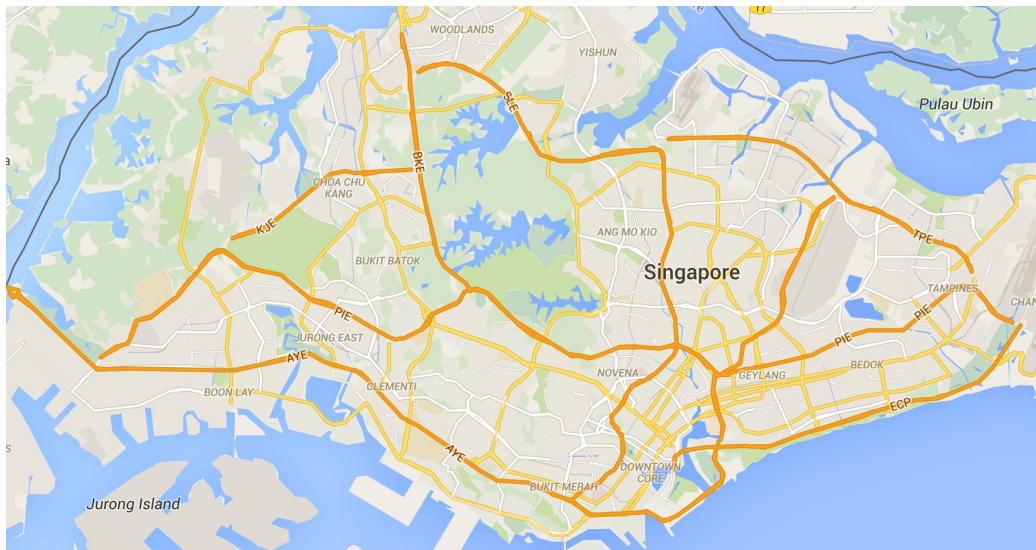 17
WOODLANDS
YISHUN
SLE
Pulau Ubin
BKE
CHOA CHU
KANG
KJE
ANG MO KIO
TPE
BUKIT BATOK
Singapore
TAMPINES
CHAN
PIE
PIE
PIE
JURONG EAST
AYE
NOVENA
GEYLANG
BEDOK
BOON LAY
CLEMENTI
ECP
AYE
DOWNTOWN
CORE
BUKIT MERAH
Jurong Island